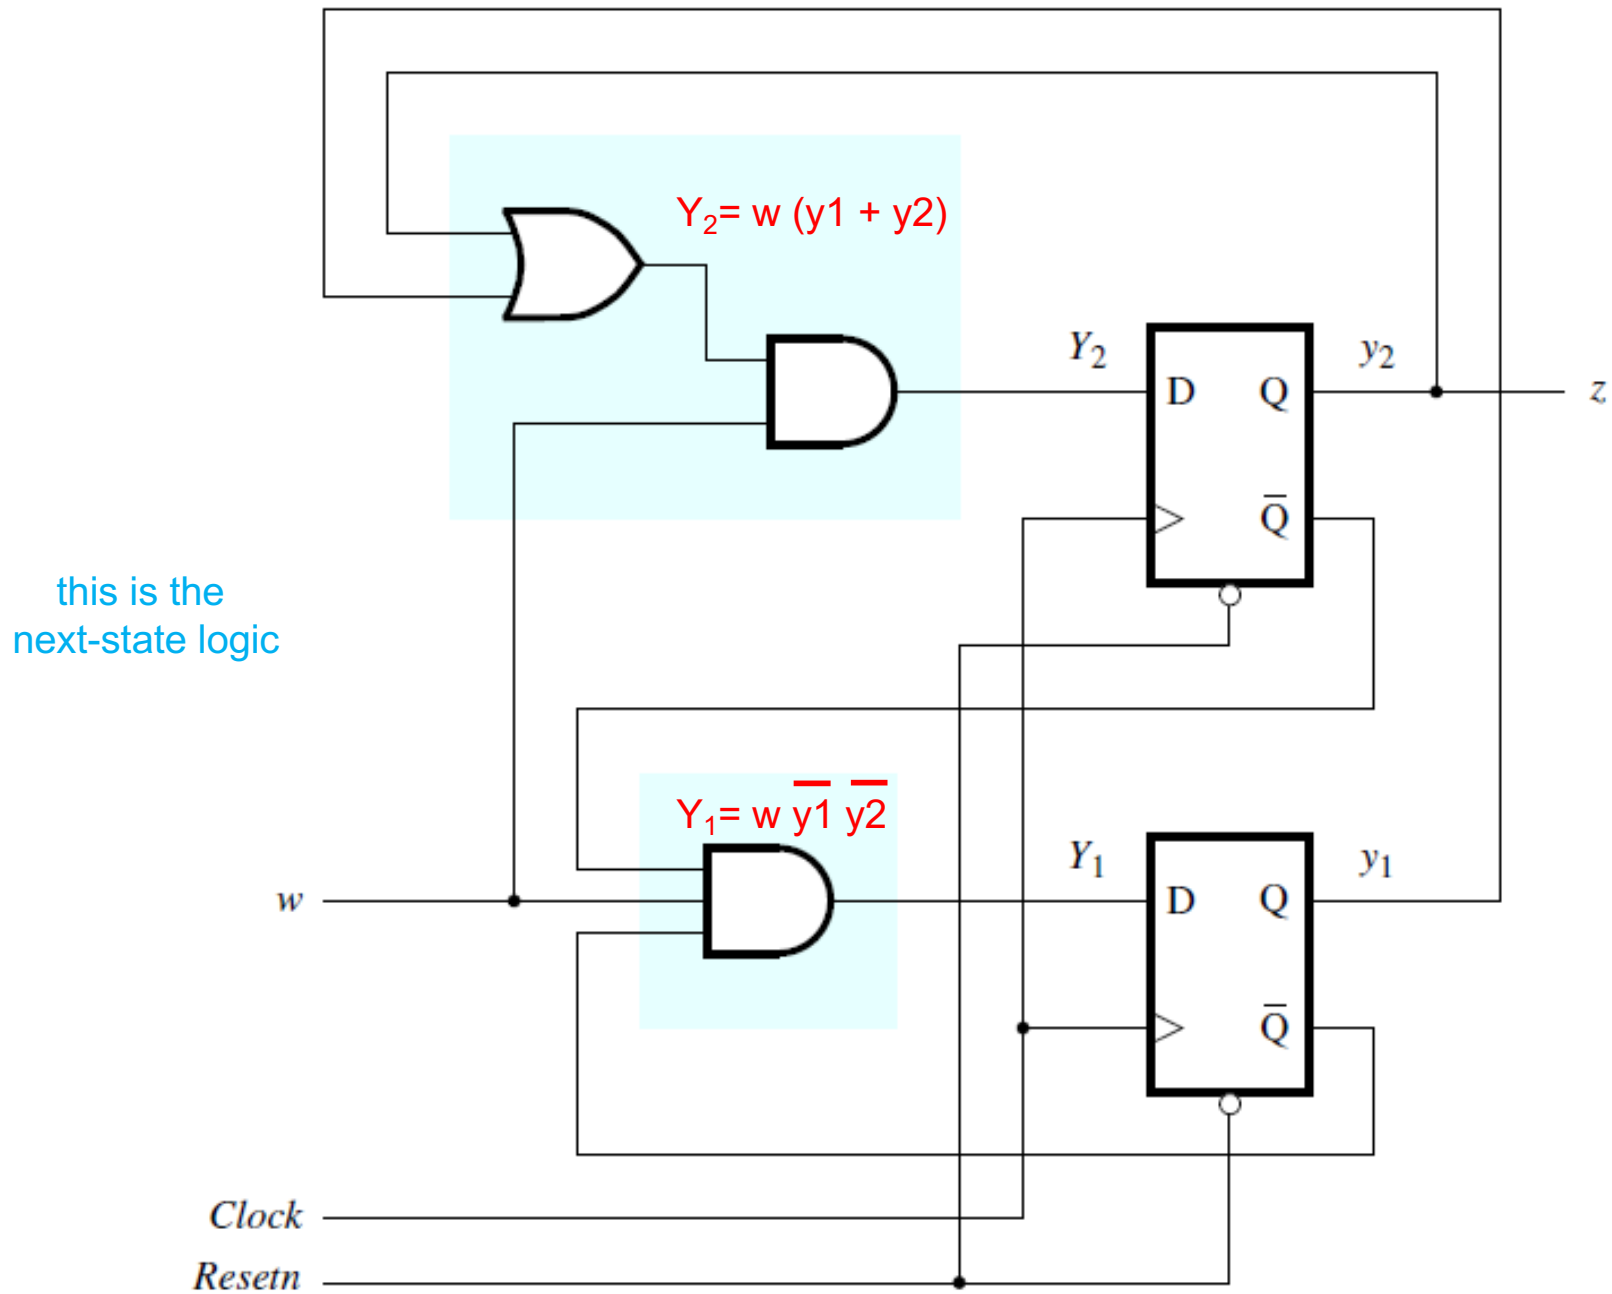 Y₂= w (y1 + y2)
Y₂
y₂
D Q
z
Q̅
this is the
next-state logic
Y₁= w y1̅ y2̅
Y₁
y₁
w
D Q
Q̅
Clock
Resetn